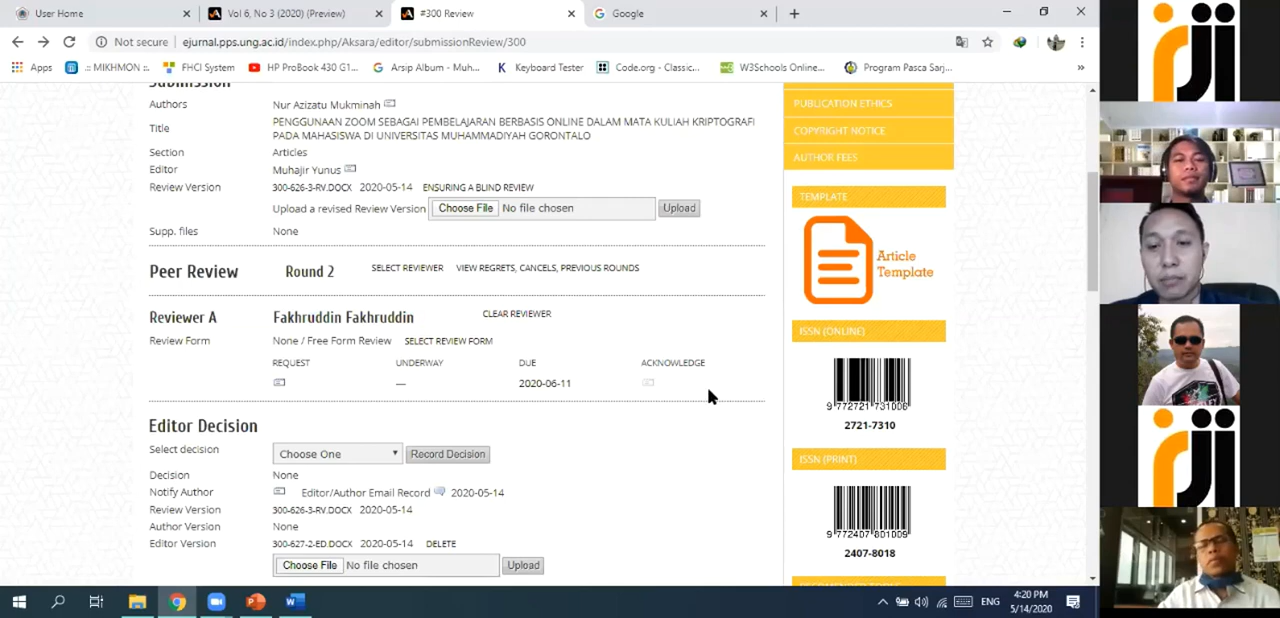 User Home
Vol 6, No 3 (2020) (Preview)
#300 Review
Google
Not secure
ejurnal.pps.ung.ac.id/index.php/Aksara/editor/submissionReview/300
Apps
.:: MIKHMON ::.
FHCI System
HP ProBook 430 G1...
Arsip Album - Muh...
Keyboard Tester
Code.org - Classic...
W3Schools Online...
Program Pasca Sarj...
Submission
Authors
Nur Azizatu Mukminah
Title
PENGGUNAAN ZOOM SEBAGAI PEMBELAJARAN BERBASIS ONLINE DALAM MATA KULIAH KRIPTOGRAFI
PADA MAHASISWA DI UNIVERSITAS MUHAMMADIYAH GORONTALO
Section
Articles
Editor
Muhajir Yunus
Review Version
300-626-3-RV.DOCX 2020-05-14 ENSURING A BLIND REVIEW
Upload a revised Review Version Choose File No file chosen Upload
Supp. files
None
Peer Review Round 2 SELECT REVIEWER VIEW REGRETS, CANCELS, PREVIOUS ROUNDS
Reviewer A Fakhruddin Fakhruddin CLEAR REVIEWER
Review Form None / Free Form Review SELECT REVIEW FORM
REQUEST UNDERWAY DUE ACKNOWLEDGE
— 2020-06-11
Editor Decision
Select decision Choose One Record Decision
Decision None
Notify Author Editor/Author Email Record 2020-05-14
Review Version 300-626-3-RV.DOCX 2020-05-14
Author Version None
Editor Version 300-627-2-ED.DOCX 2020-05-14 DELETE
Choose File No file chosen Upload
PUBLICATION ETHICS
COPYRIGHT NOTICE
AUTHOR FEES
TEMPLATE
Article
Template
ISSN (ONLINE)
9 772721 731006
2721-7310
ISSN (PRINT)
9 772407 801009
2407-8018
RECOMENDED TOOLS
rji
rji
ENG
4:20 PM
5/14/2020